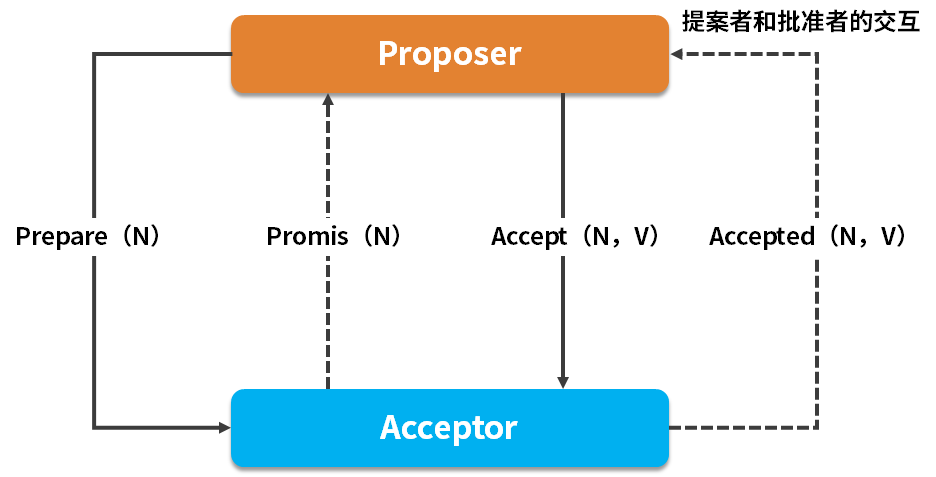 提案者和批准者的交互
Proposer
Prepare（N）
Promis（N）
Accept（N，V）
Accepted（N，V）
Acceptor